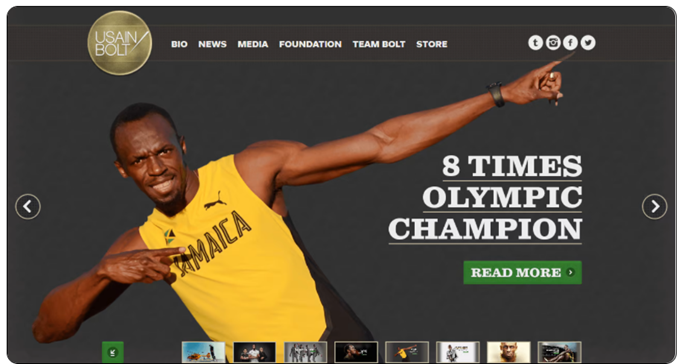 USAIN
BOLT
BIO NEWS MEDIA FOUNDATION TEAM BOLT STORE
JAMAICA
8 TIMES
OLYMPIC
CHAMPION
READ MORE